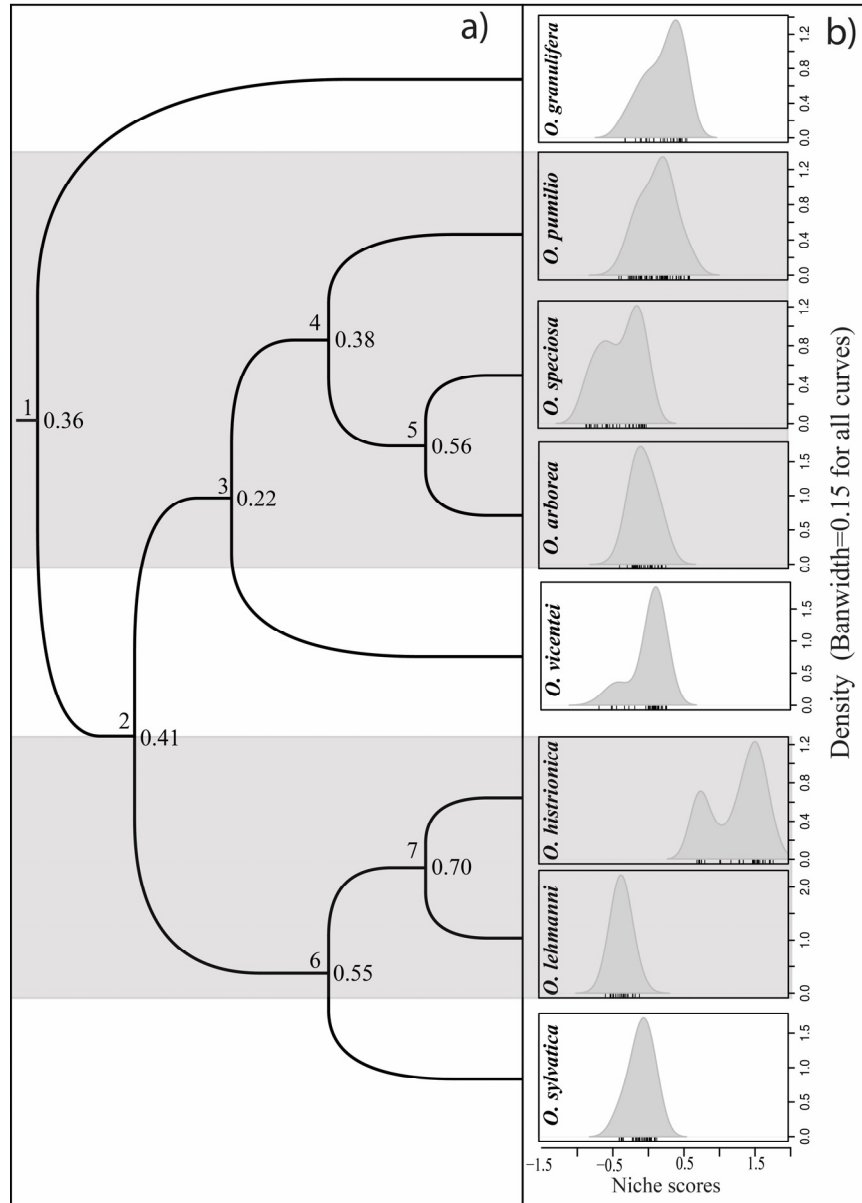 a)
b)
1
0.36
2
0.41
3
0.22
4
0.38
5
0.56
6
0.55
7
0.70
O. granulifera
0.0 0.4 0.8 1.2
O. pumilio
0.0 0.4 0.8 1.2
O. speciosa
0.0 0.4 0.8 1.2
O. arborea
0.0 0.5 1.0 1.5
O. vicentei
0.0 0.5 1.0 1.5
O. histrionica
0.0 0.4 0.8 1.2
O. lehmanni
0.0 1.0 2.0
O. sylvatica
0.0 0.5 1.0 1.5
Density (Banwidth=0.15 for all curves)
−1.5 −0.5 0.5 1.5
Niche scores